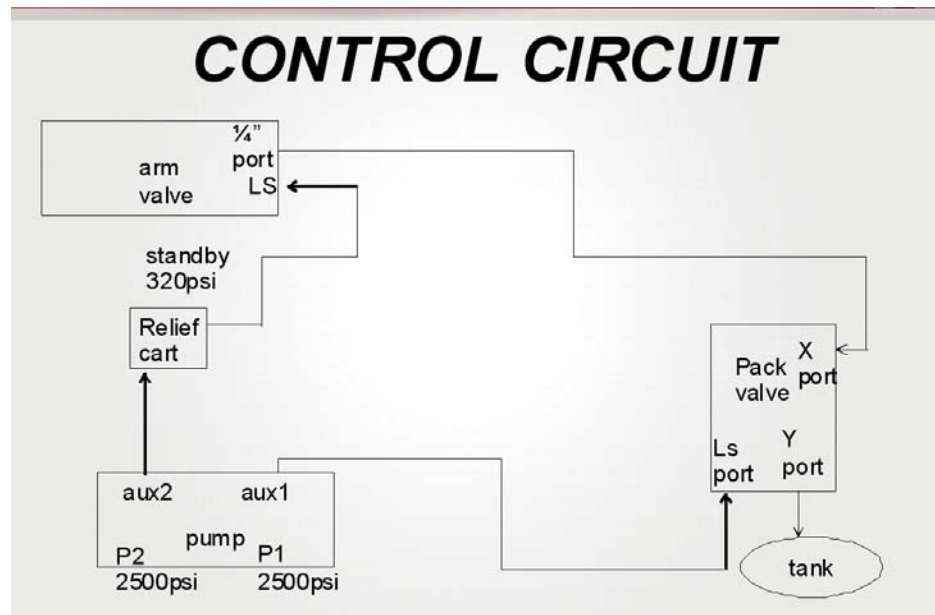 CONTROL CIRCUIT
¼"
port
LS
arm
valve
standby
320psi
Relief
cart
X
port
Pack
valve
Ls
port
Y
port
aux2
aux1
pump
P2
2500psi
P1
2500psi
tank